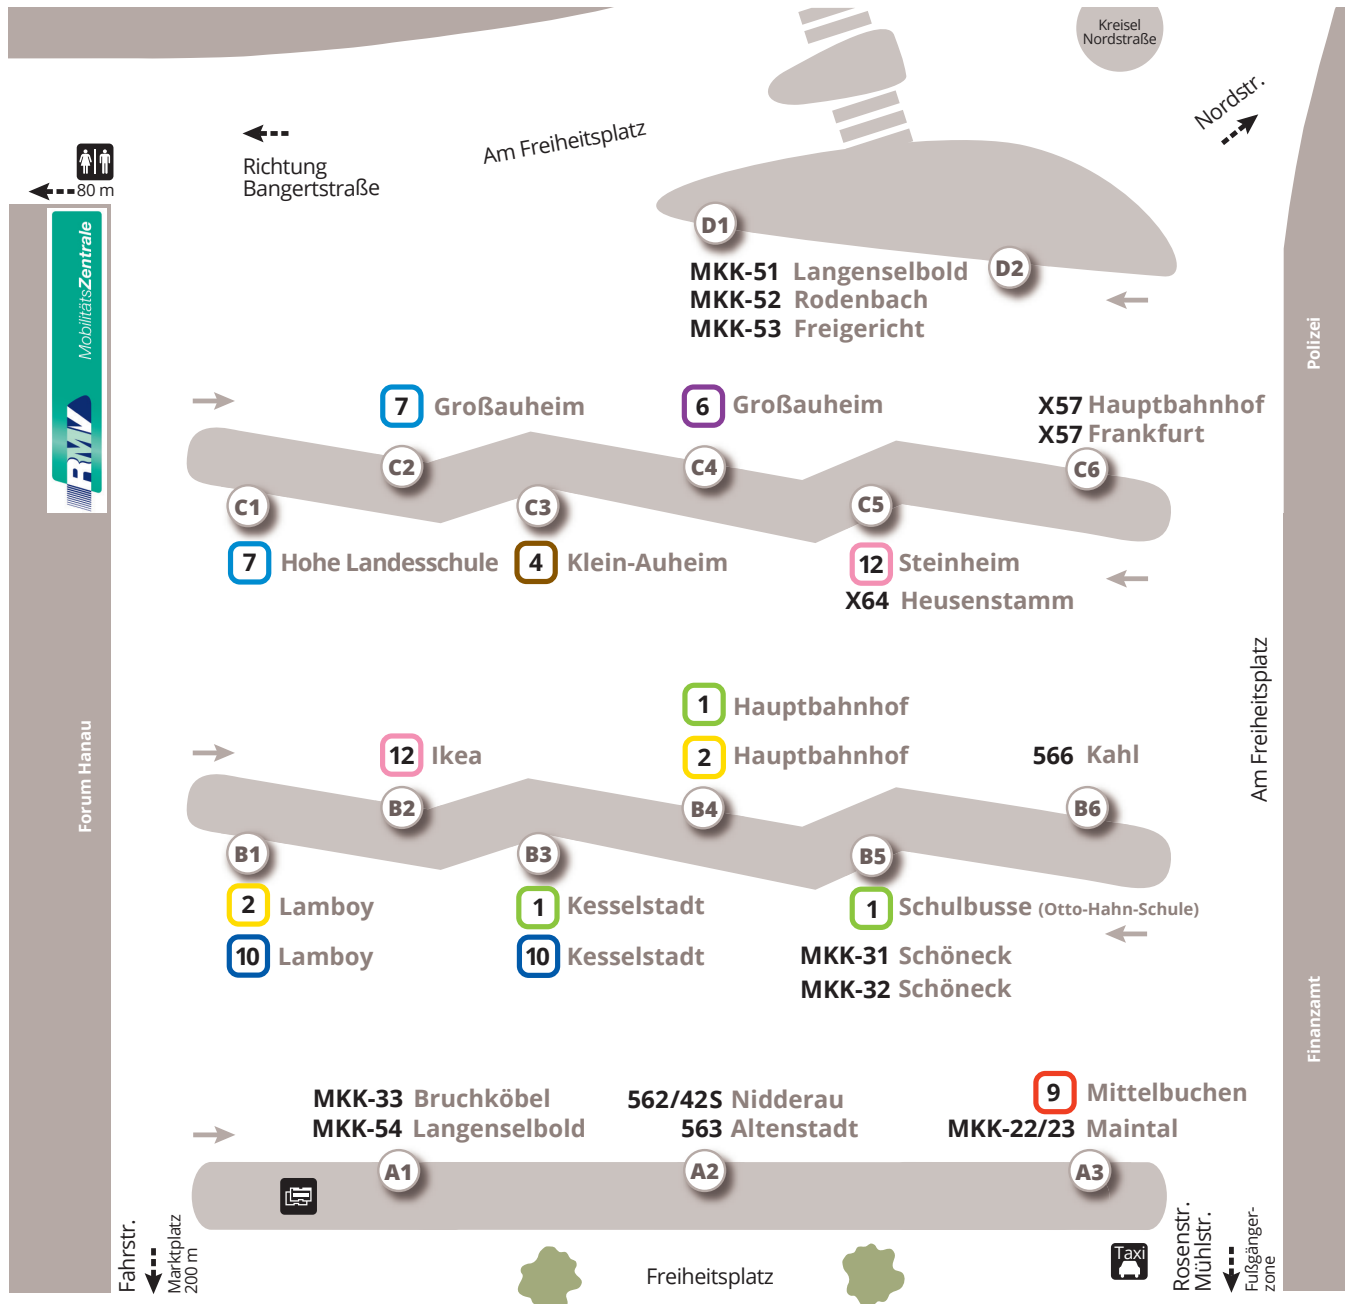 Kreisel
Nordstraße
Nordstr.
Am Freiheitsplatz
Richtung
Bangertstraße
80 m
MobilitätsZentrale
RMV
D1
D2
MKK-51 Langenselbold
MKK-52 Rodenbach
MKK-53 Freigericht
Polizei
7 Großauheim
6 Großauheim
X57 Hauptbahnhof
X57 Frankfurt
C2
C4
C6
C1
C3
C5
7 Hohe Landesschule
4 Klein-Auheim
12 Steinheim
X64 Heusenstamm
Am Freiheitsplatz
Forum Hanau
1 Hauptbahnhof
12 Ikea
2 Hauptbahnhof
566 Kahl
B2
B4
B6
B1
B3
B5
2 Lamboy
1 Kesselstadt
1 Schulbusse (Otto-Hahn-Schule)
10 Lamboy
10 Kesselstadt
MKK-31 Schöneck
MKK-32 Schöneck
Finanzamt
MKK-33 Bruchköbel
MKK-54 Langenselbold
562/42S Nidderau
563 Altenstadt
9 Mittelbuchen
MKK-22/23 Maintal
A1
A2
A3
Fahrstr.
Marktplatz
200 m
Freiheitsplatz
Taxi
Rosenstr.
Mühlstr.
Fußgänger-
zone